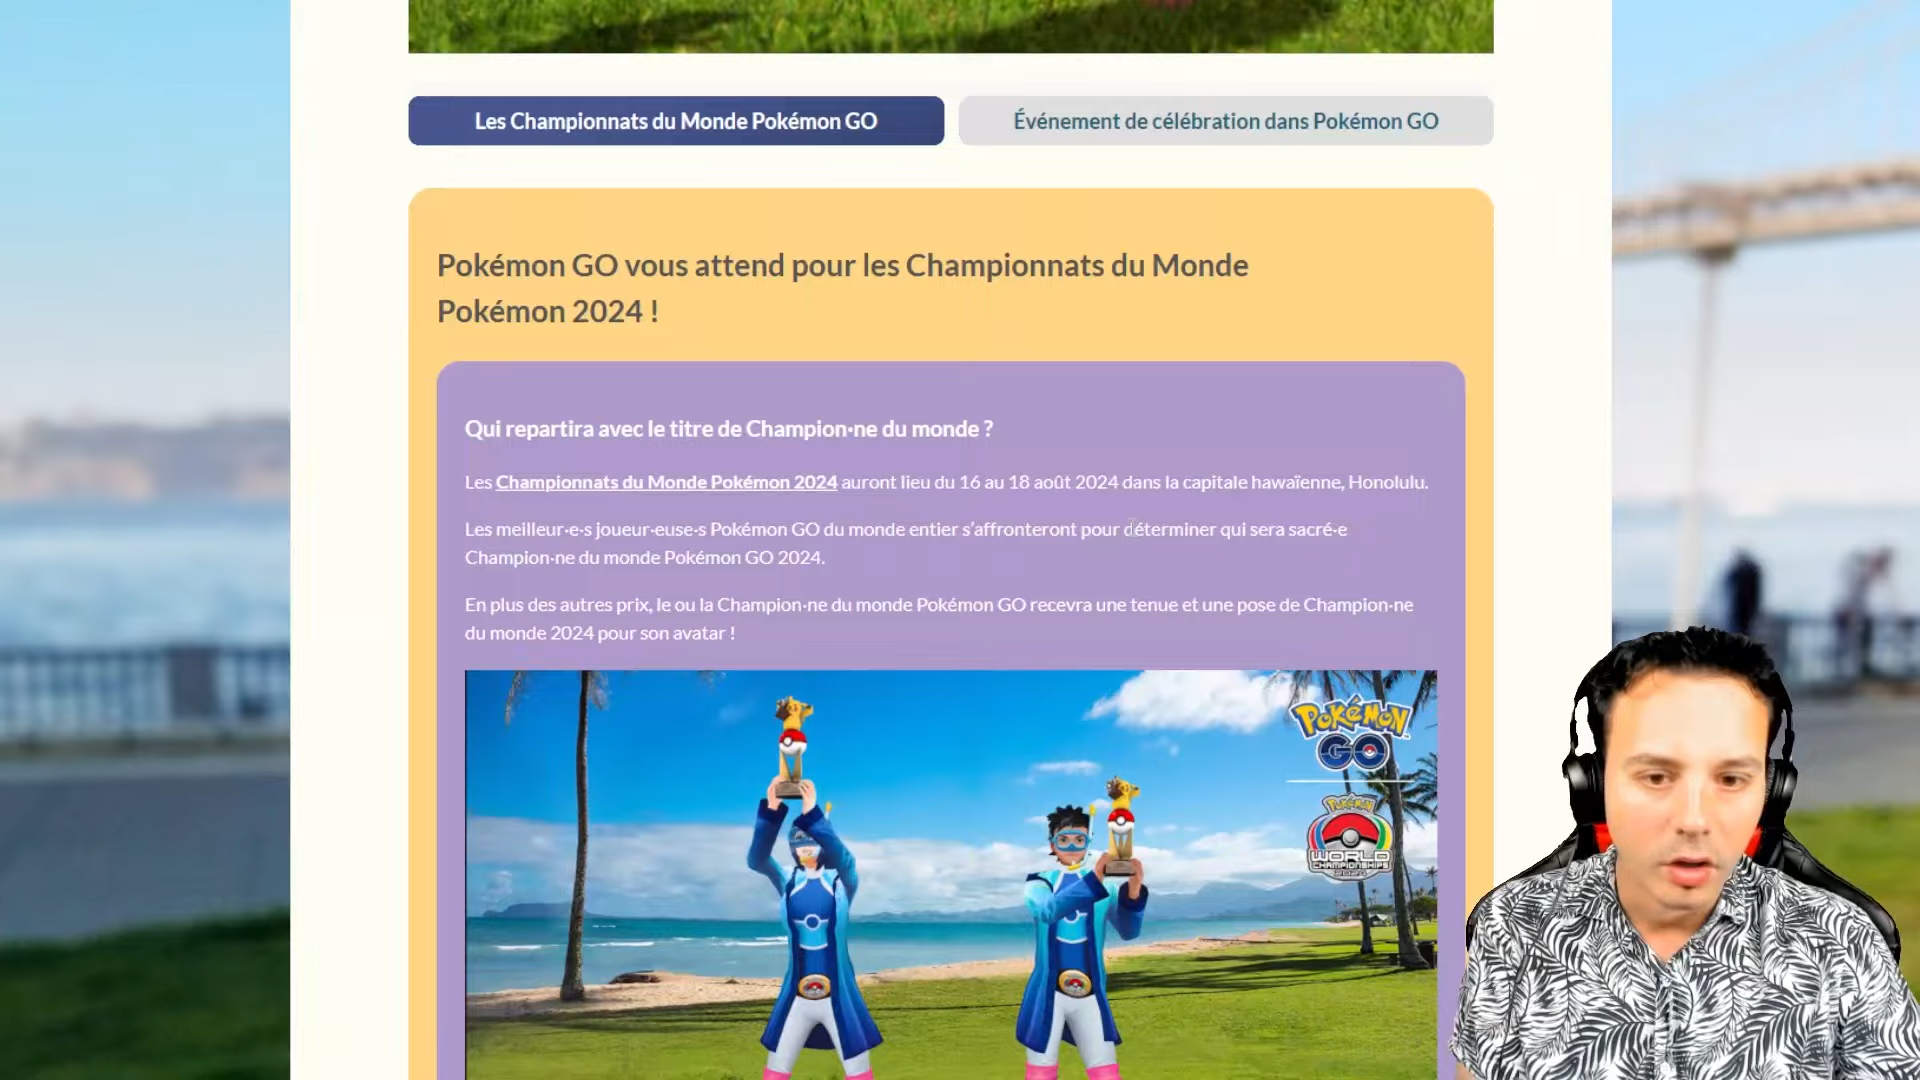 Les Championnats du Monde Pokémon GO
Événement de célébration dans Pokémon GO
Pokémon GO vous attend pour les Championnats du Monde
Pokémon 2024 !
Qui repartira avec le titre de Champion·ne du monde ?
Les Championnats du Monde Pokémon 2024 auront lieu du 16 au 18 août 2024 dans la capitale hawaïenne, Honolulu.
Les meilleur·e·s joueur·euse·s Pokémon GO du monde entier s’affronteront pour déterminer qui sera sacré·e
Champion·ne du monde Pokémon GO 2024.
En plus des autres prix, le ou la Champion·ne du monde Pokémon GO recevra une tenue et une pose de Champion·ne
du monde 2024 pour son avatar !
POKÉMON
GO
POKÉMON
WORLD
CHAMPIONSHIPS
2024